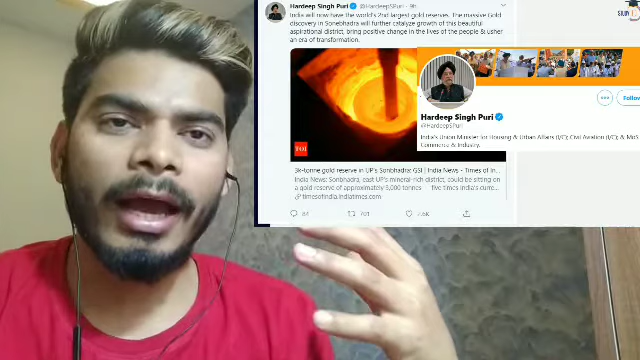 Hardeep Singh Puri
@HardeepSPuri · 9h
India will now have the world's 2nd largest gold reserves. The massive Gold
discovery in Sonebhadra will further catalyze growth of this beautiful
aspirational district, bring positive change in the lives of the people & usher
an era of transformation.
TOI
3k-tonne gold reserve in UP's Sonbhadra: GSI | India News - Times of In...
India News: Sonbhadra, east UP's mineral-rich district, could be sitting on
a gold reserve of approximately 3,000 tonnes — five times India's curre...
timesofindia.indiatimes.com
701
Follow
Hardeep Singh Puri
@HardeepSPuri
India's Union Minister for Housing & Urban Affairs (I/C); Civil Aviation (I/C); & MoS
Commerce & Industry.
STUDY